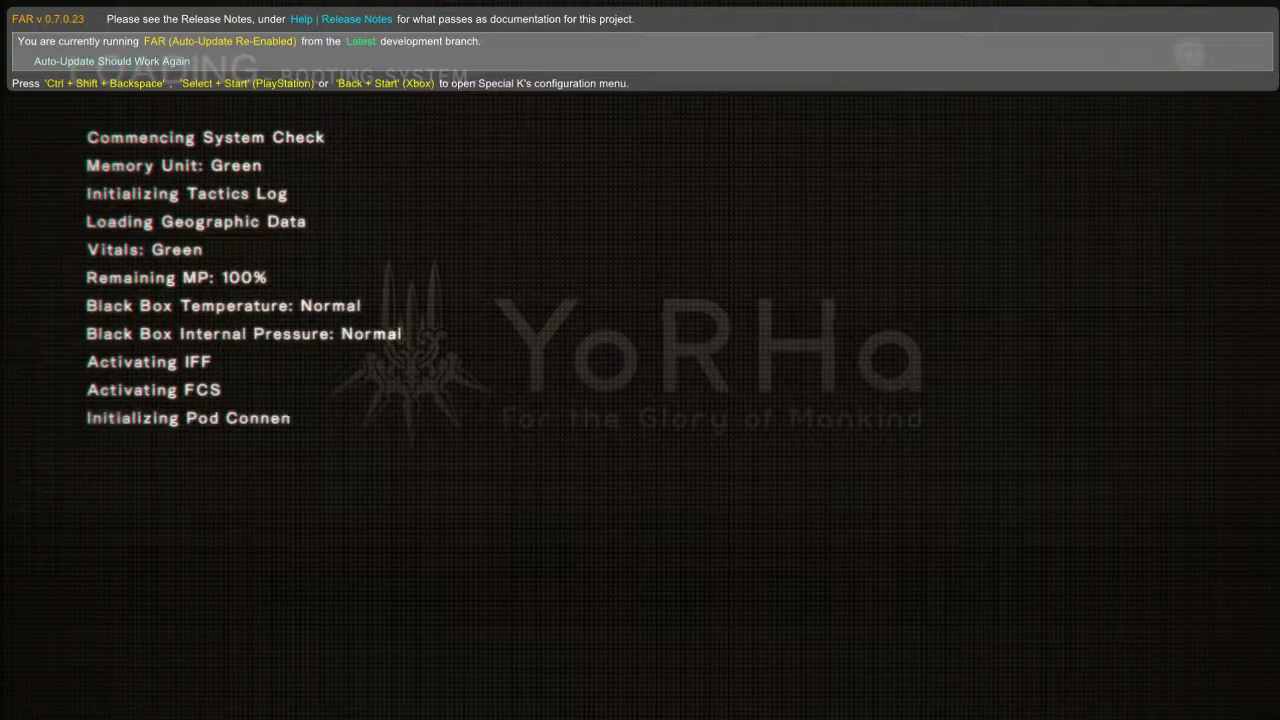 FAR v 0.7.0.23 Please see the Release Notes, under Help | Release Notes for what passes as documentation for this project.
You are currently running FAR (Auto-Update Re-Enabled) from the Latest development branch.
Auto-Update Should Work Again
LOADING - BOOTING SYSTEM
Press 'Ctrl + Shift + Backspace' , 'Select + Start' (PlayStation) or 'Back + Start' (Xbox) to open Special K's configuration menu.
Commencing System Check
Memory Unit: Green
Initializing Tactics Log
Loading Geographic Data
Vitals: Green
Remaining MP: 100%
Black Box Temperature: Normal
Black Box Internal Pressure: Normal
Activating IFF
Activating FCS
Initializing Pod Connen
YoRHa
For the Glory of Mankind